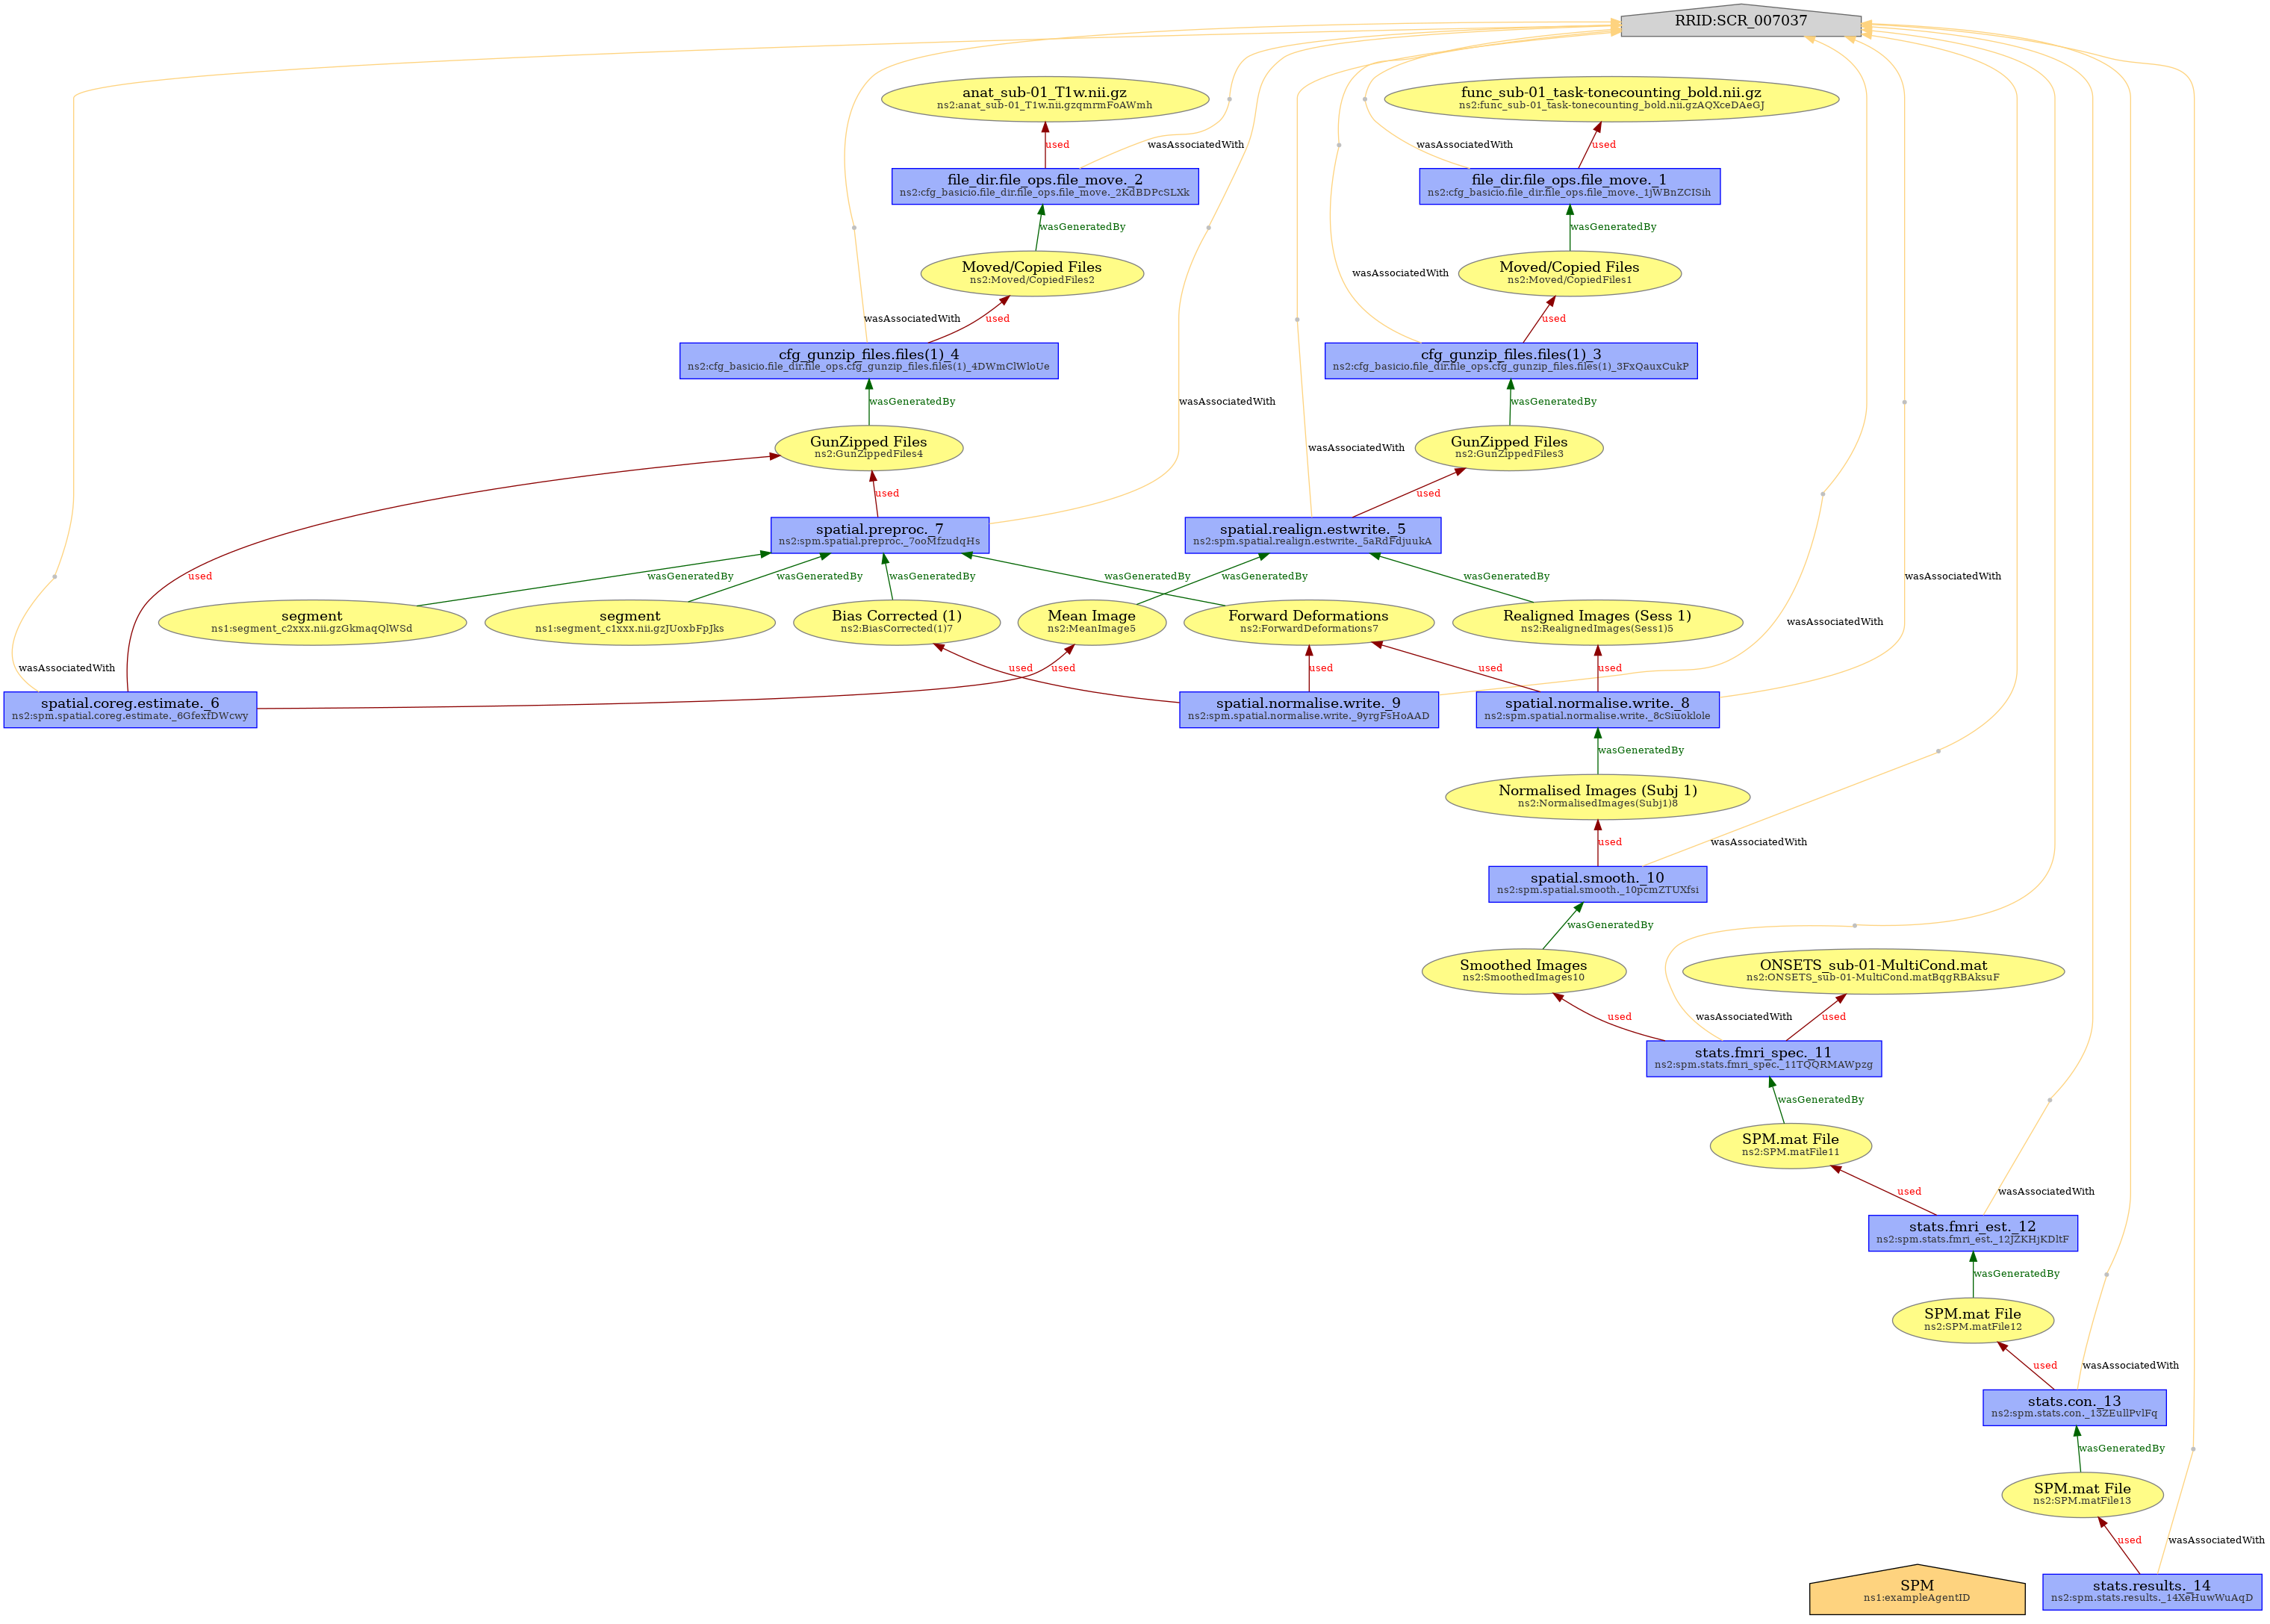 RRID:SCR_007037
anat_sub-01_T1w.nii.gz
ns2:anat_sub-01_T1w.nii.gzqmrmFoAWmh
func_sub-01_task-tonecounting_bold.nii.gz
ns2:func_sub-01_task-tonecounting_bold.nii.gzAQXceDAeGJ
used
wasAssociatedWith
wasAssociatedWith
used
file_dir.file_ops.file_move._2
ns2:cfg_basicio.file_dir.file_ops.file_move._2KdBDPcSLXk
file_dir.file_ops.file_move._1
ns2:cfg_basicio.file_dir.file_ops.file_move._1jWBnZCISih
wasGeneratedBy
wasGeneratedBy
Moved/Copied Files
ns2:Moved/CopiedFiles2
wasAssociatedWith
Moved/Copied Files
ns2:Moved/CopiedFiles1
wasAssociatedWith
used
used
cfg_gunzip_files.files(1)_4
ns2:cfg_basicio.file_dir.file_ops.cfg_gunzip_files.files(1)_4DWmClWloUe
cfg_gunzip_files.files(1)_3
ns2:cfg_basicio.file_dir.file_ops.cfg_gunzip_files.files(1)_3FxQauxCukP
wasGeneratedBy
wasAssociatedWith
wasGeneratedBy
GunZipped Files
ns2:GunZippedFiles4
wasAssociatedWith
GunZipped Files
ns2:GunZippedFiles3
used
used
spatial.preproc._7
ns2:spm.spatial.preproc._7ooMfzudqHs
spatial.realign.estwrite._5
ns2:spm.spatial.realign.estwrite._5aRdFdjuukA
used
wasGeneratedBy
wasGeneratedBy
wasGeneratedBy
wasGeneratedBy
wasGeneratedBy
wasGeneratedBy
wasAssociatedWith
segment
ns1:segment_c2xxx.nii.gzGkmaqQlWSd
segment
ns1:segment_c1xxx.nii.gzJUoxbFpJks
Bias Corrected (1)
ns2:BiasCorrected(1)7
Mean Image
ns2:MeanImage5
Forward Deformations
ns2:ForwardDeformations7
Realigned Images (Sess 1)
ns2:RealignedImages(Sess1)5
wasAssociatedWith
wasAssociatedWith
used
used
used
used
used
spatial.coreg.estimate._6
ns2:spm.spatial.coreg.estimate._6GfexfDWcwy
spatial.normalise.write._9
ns2:spm.spatial.normalise.write._9yrgFsHoAAD
spatial.normalise.write._8
ns2:spm.spatial.normalise.write._8cSiuoklole
wasGeneratedBy
Normalised Images (Subj 1)
ns2:NormalisedImages(Subj1)8
used
wasAssociatedWith
spatial.smooth._10
ns2:spm.spatial.smooth._10pcmZTUXfsi
wasGeneratedBy
Smoothed Images
ns2:SmoothedImages10
ONSETS_sub-01-MultiCond.mat
ns2:ONSETS_sub-01-MultiCond.matBqgRBAksuF
used
wasAssociatedWith
used
stats.fmri_spec._11
ns2:spm.stats.fmri_spec._11TQQRMAWpzg
wasGeneratedBy
SPM.mat File
ns2:SPM.matFile11
used
wasAssociatedWith
stats.fmri_est._12
ns2:spm.stats.fmri_est._12JZKHjKDltF
wasGeneratedBy
SPM.mat File
ns2:SPM.matFile12
used
wasAssociatedWith
stats.con._13
ns2:spm.stats.con._13ZEullPvlFq
wasGeneratedBy
SPM.mat File
ns2:SPM.matFile13
used
wasAssociatedWith
SPM
ns1:exampleAgentID
stats.results._14
ns2:spm.stats.results._14XeHuwWuAqD